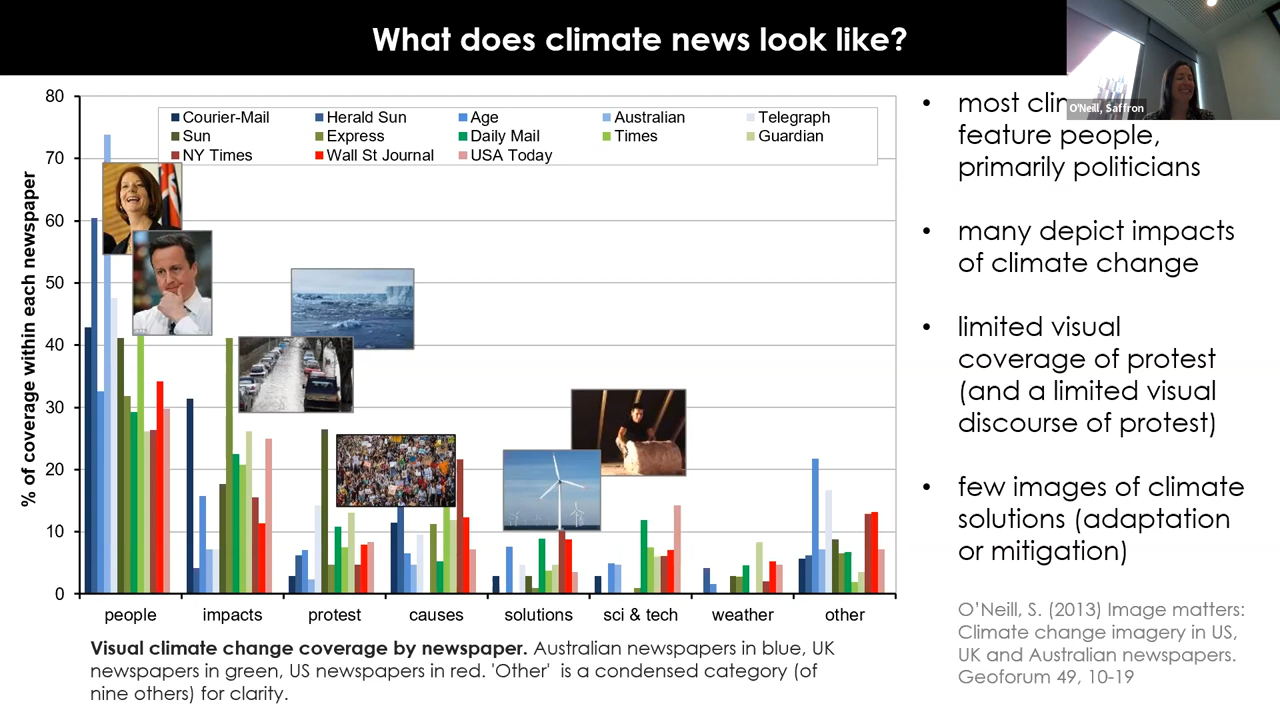 What does climate news look like?
O'Neill, Saffron
80
70
60
50
40
30
20
10
0
% of coverage within each newspaper
Courier-Mail Herald Sun Age Australian Telegraph
Sun Express Daily Mail Times Guardian
NY Times Wall St Journal USA Today
people impacts protest causes solutions sci & tech weather other
Visual climate change coverage by newspaper. Australian newspapers in blue, UK
newspapers in green, US newspapers in red. 'Other' is a condensed category (of
nine others) for clarity.
• most
feature people,
primarily politicians
• many depict impacts
of climate change
• limited visual
coverage of protest
(and a limited visual
discourse of protest)
• few images of climate
solutions (adaptation
or mitigation)
O'Neill, S. (2013) Image matters:
Climate change imagery in US,
UK and Australian newspapers.
Geoforum 49, 10-19